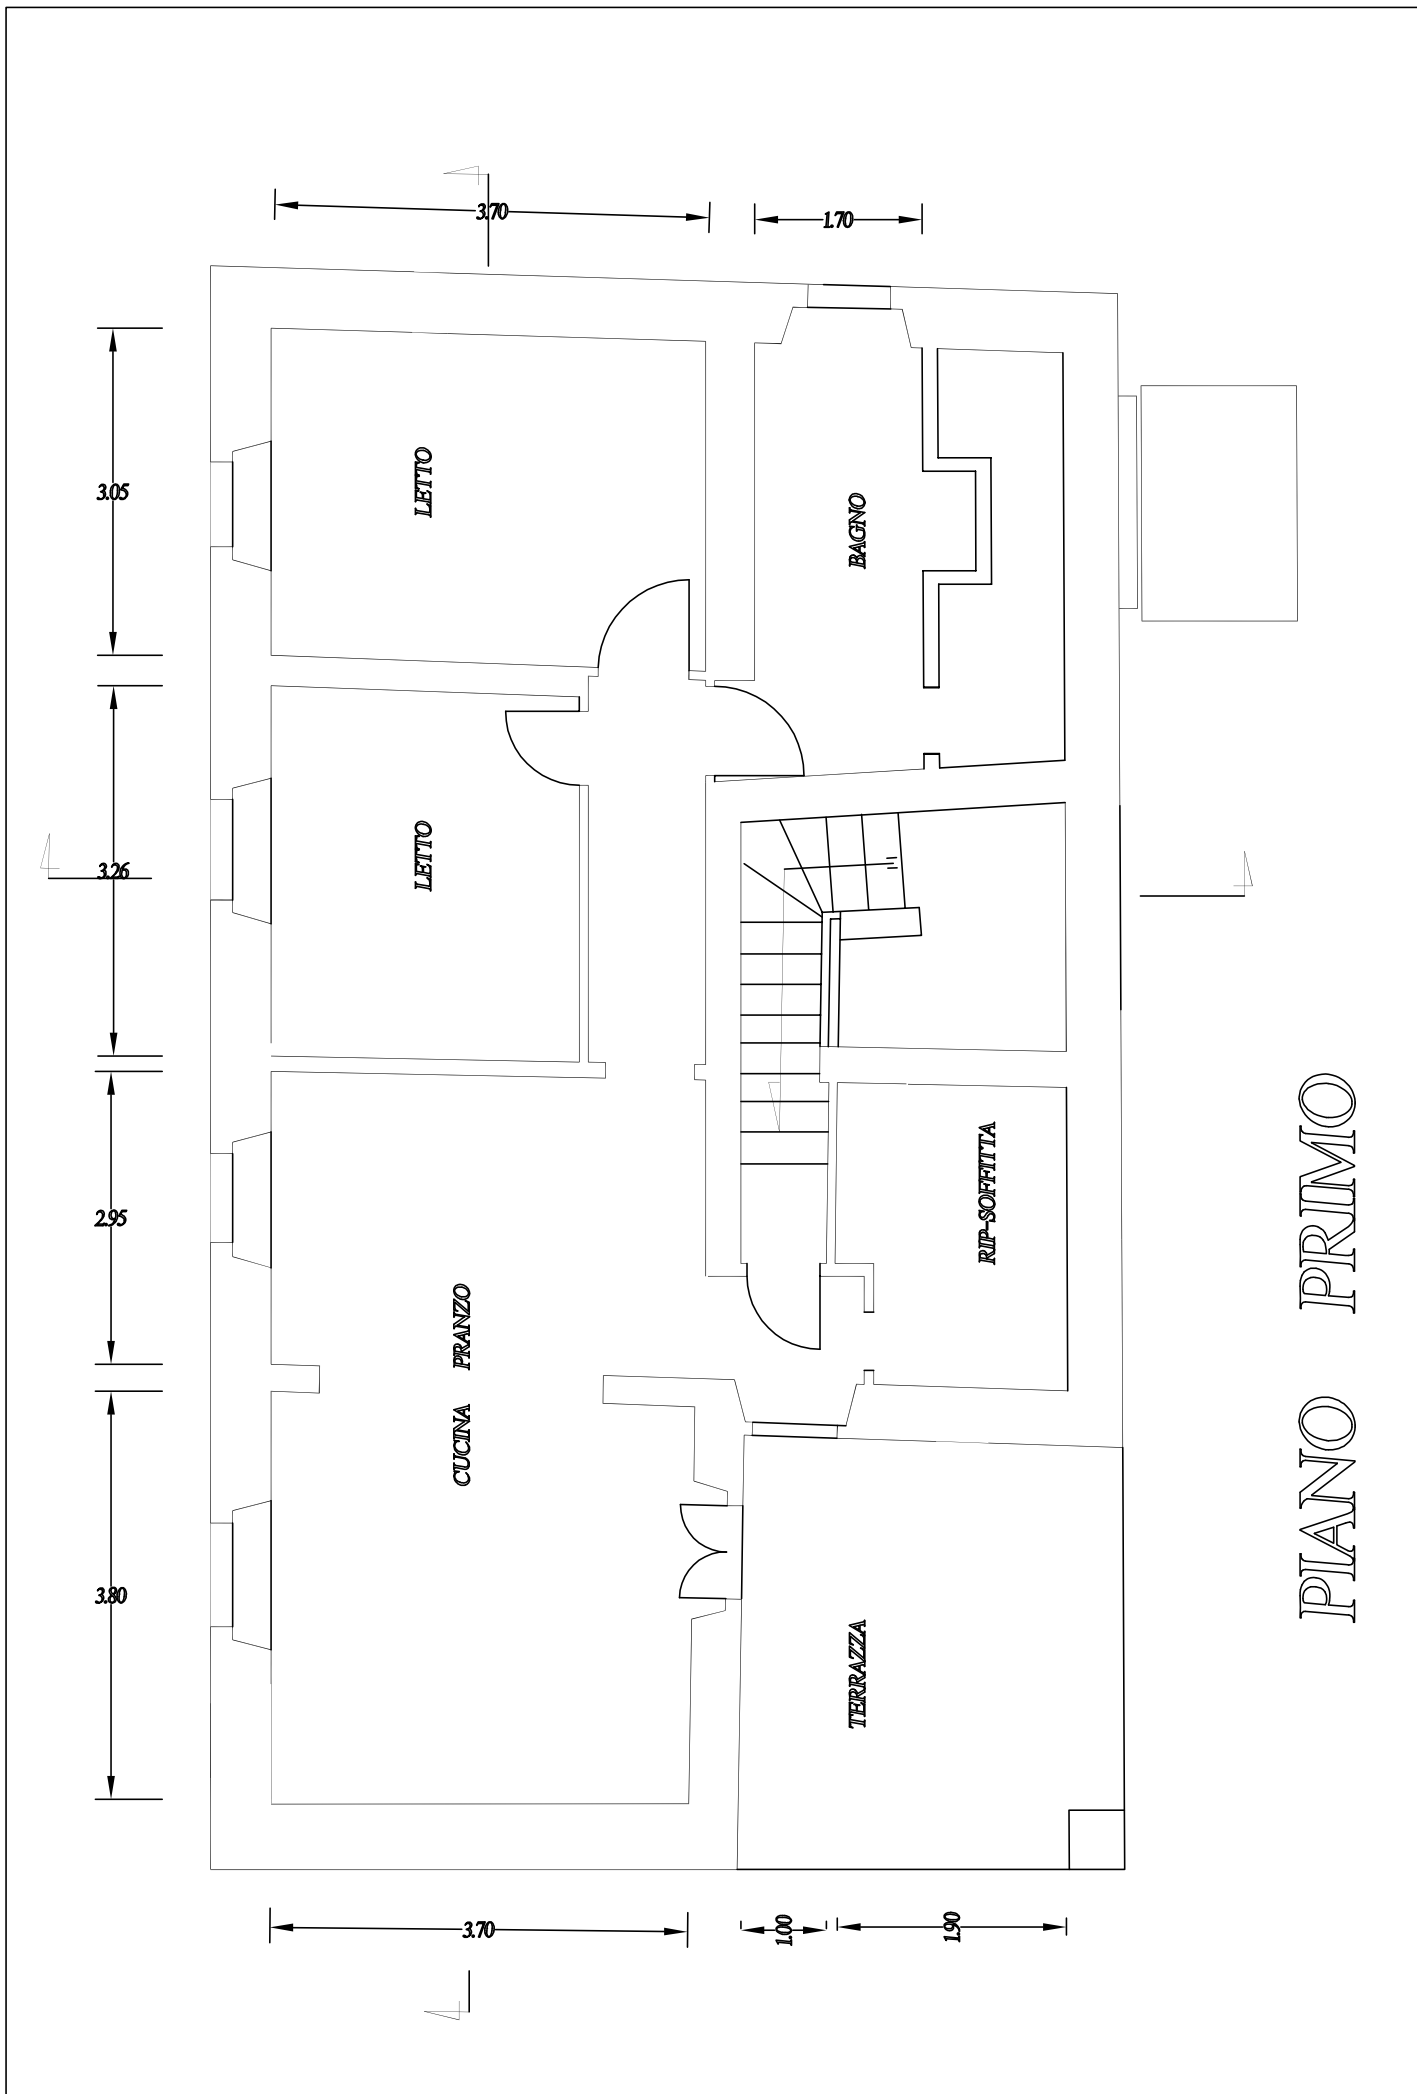 3.70
1.70
3.05
LETTO
BAGNO
3.26
LETTO
2.95
RIP-SOFFITTA
CUCINA PRANZO
3.80
TERRAZZA
3.70
1.00
1.90
PIANO PRIMO